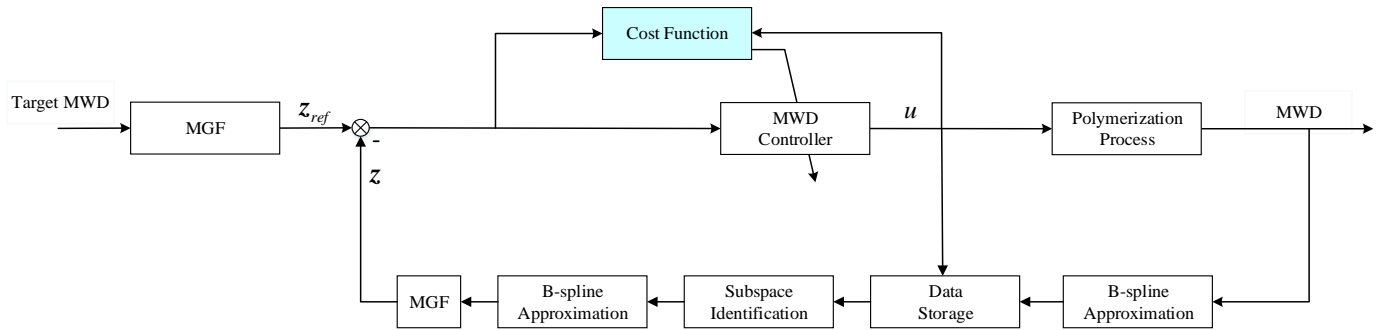 Cost Function
Target MWD
MGF
z_ref
-
z
MWD
Controller
u
Polymerization
Process
MWD
MGF
B-spline
Approximation
Subspace
Identification
Data
Storage
B-spline
Approximation